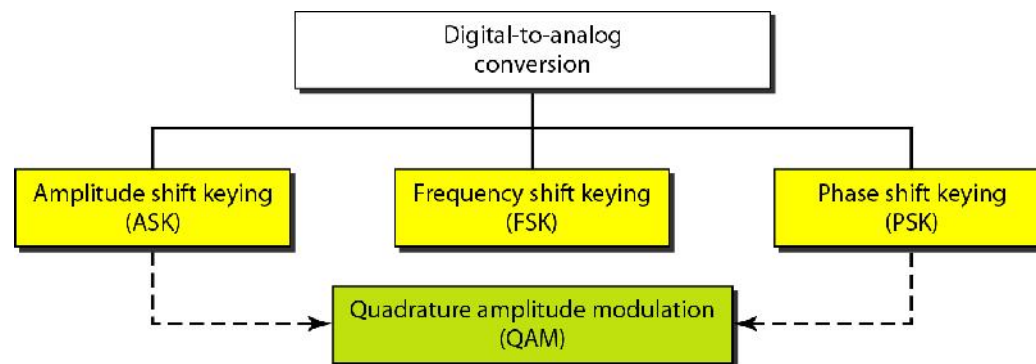 Digital-to-analog
conversion
Amplitude shift keying
(ASK)
Frequency shift keying
(FSK)
Phase shift keying
(PSK)
Quadrature amplitude modulation
(QAM)